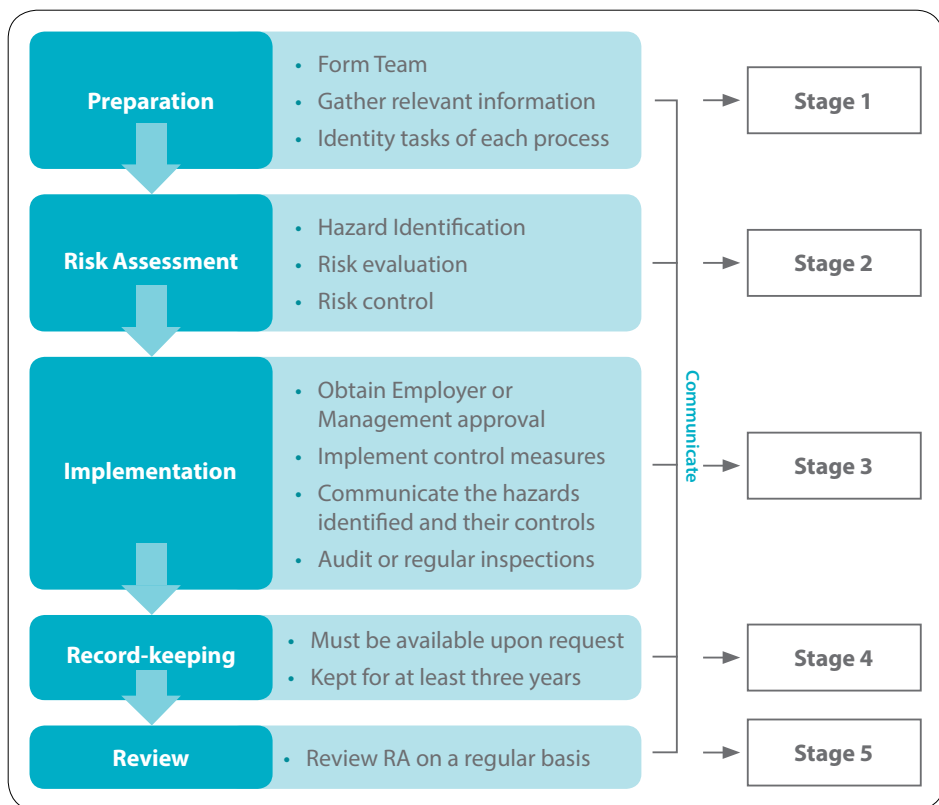 Preparation
• Form Team
• Gather relevant information
• Identity tasks of each process
Stage 1
Risk Assessment
• Hazard Identification
• Risk evaluation
• Risk control
Stage 2
Communicate
Implementation
• Obtain Employer or
Management approval
• Implement control measures
• Communicate the hazards
identified and their controls
• Audit or regular inspections
Stage 3
Record-keeping
• Must be available upon request
• Kept for at least three years
Stage 4
Review
• Review RA on a regular basis
Stage 5